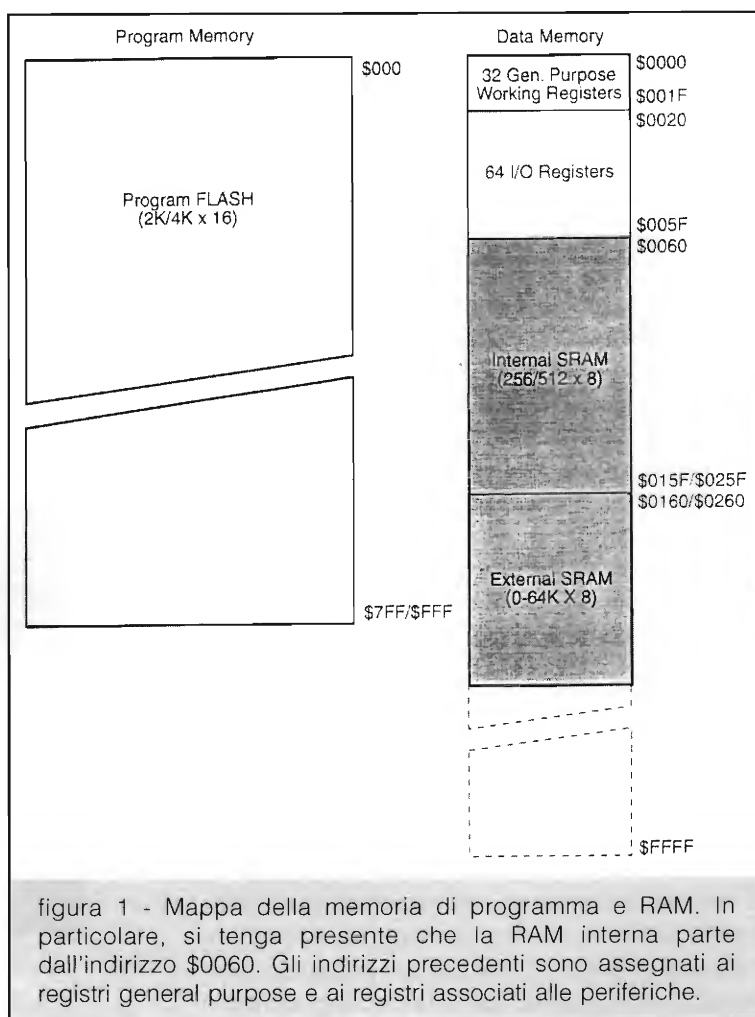 Program Memory
$000
Program FLASH
(2K/4K x 16)
$7FF/$FFF
Data Memory
32 Gen. Purpose
Working Registers
$0000
$001F
$0020
64 I/O Registers
$005F
$0060
Internal SRAM
(256/512 x 8)
$015F/$025F
$0160/$0260
External SRAM
(0-64K X 8)
$FFFF
figura 1 - Mappa della memoria di programma e RAM. In
particolare, si tenga presente che la RAM interna parte
dall'indirizzo $0060. Gli indirizzi precedenti sono assegnati ai
registri general purpose e ai registri associati alle periferiche.